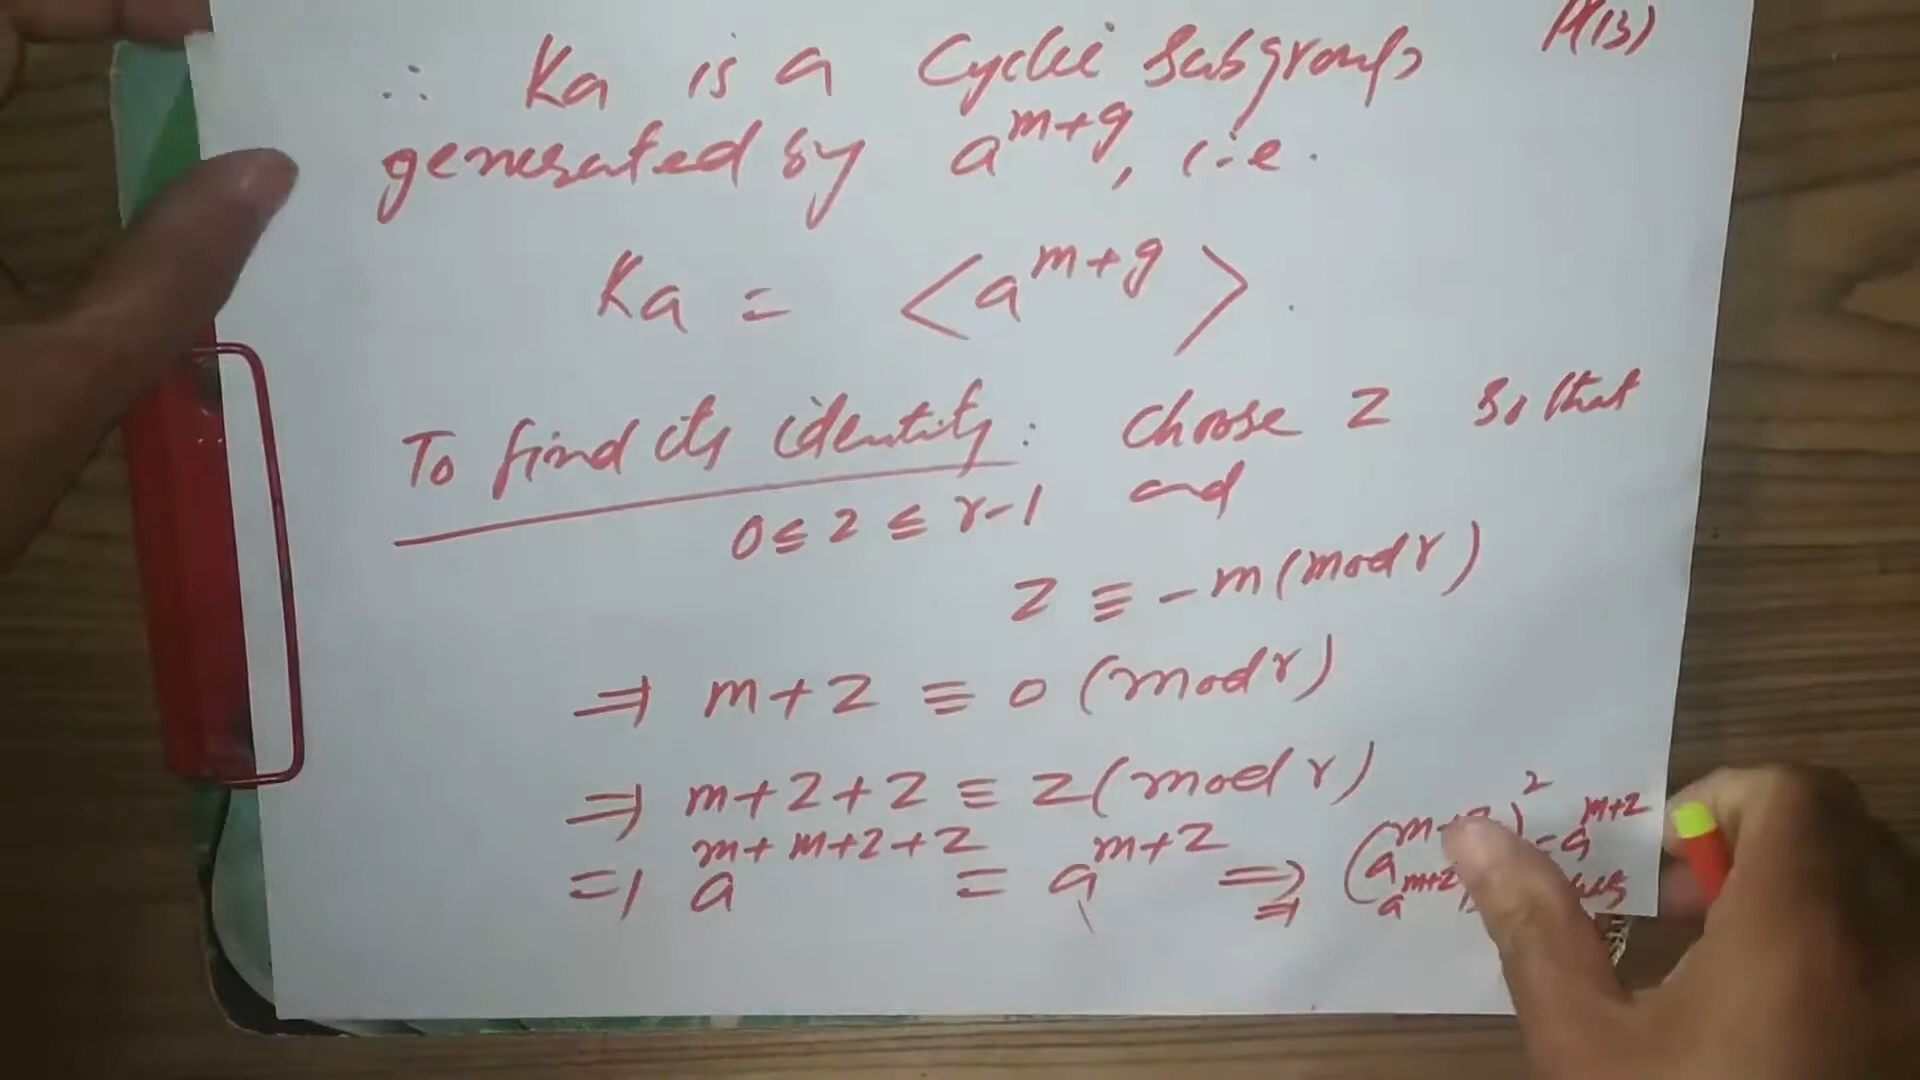 P(13)
∴ Ka is a Cyclic subgroup
generated by a^{m+g}, i.e.
Ka = <a^{m+g}>.
To find its identity: choose z so that
0 ≤ z ≤ r-1 and
z ≡ -m (mod r)
⇒ m+z ≡ 0 (mod r)
⇒ m+z+z ≡ z (mod r)
⇒ a^{m+m+z+z} = a^{m+z} ⇒ (a^{m+z})^2 = a^{m+z}
⇒ a^{m+z}